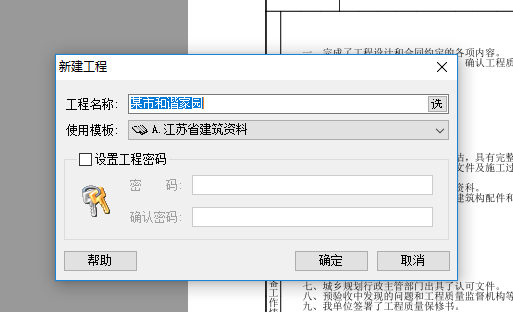 一、完成了工程设计和合同约定的各项内容。
确认工程质
新建工程
工程名称:
某市和谐家园
选
使用模板:
A. 江苏省建筑资料
设置工程密码
密 码:
确认密码:
帮助
确定
取消
估，具有完整
文件及施工过
资料。
建筑构配件和
备工作情
七、城乡规划行政主管部门出具了认可文件。
八、预验收中发现的问题和工程质量监督机构等
九、我单位签署了工程质量保修书。